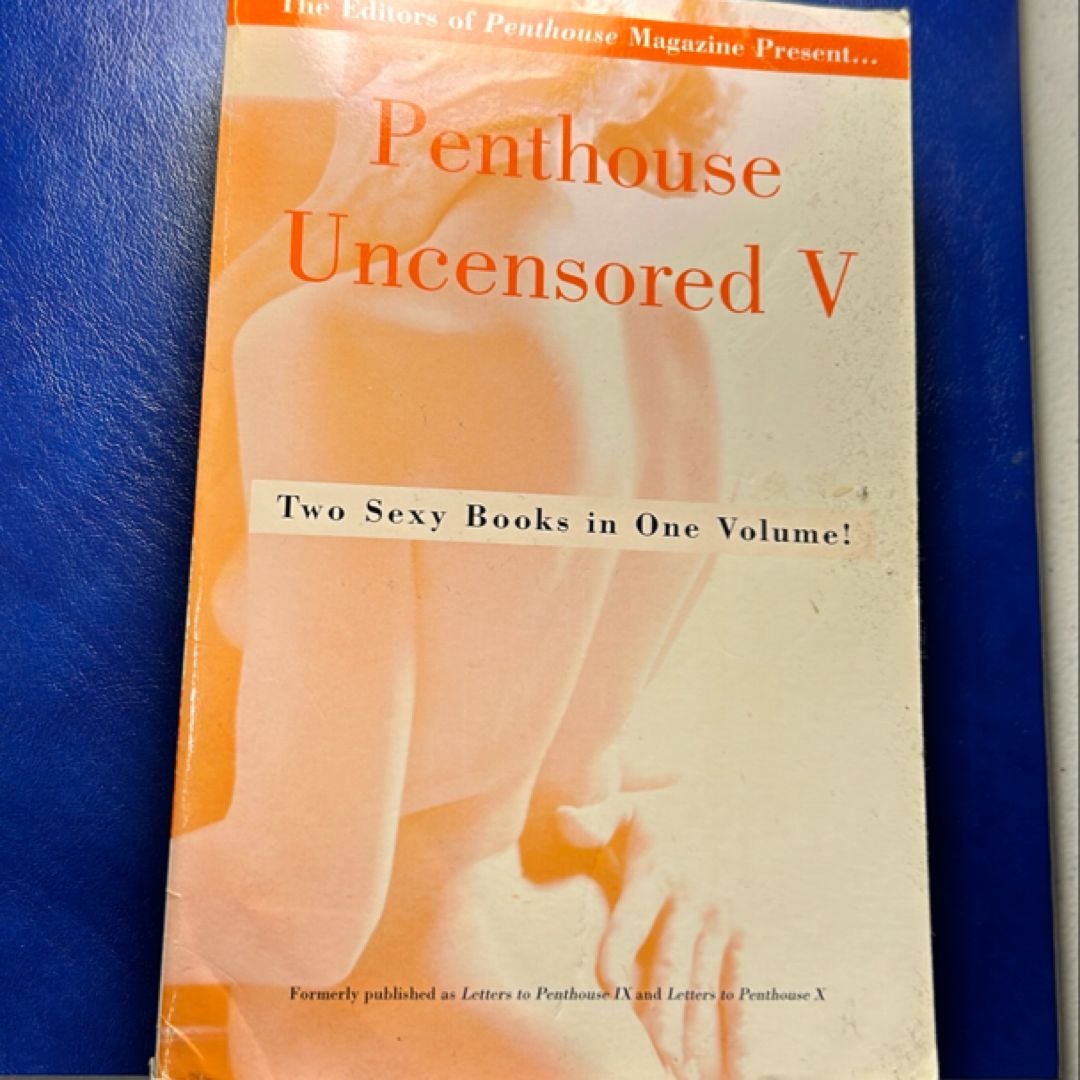 The Editors of Penthouse Magazine Present...
Penthouse
Uncensored V
Two Sexy Books in One Volume!
Formerly published as Letters to Penthouse IX and Letters to Penthouse X